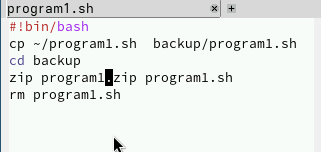 program1.sh × +
#!bin/bash
cp ~/program1.sh  backup/program1.sh
cd backup
zip program1.zip program1.sh
rm program1.sh